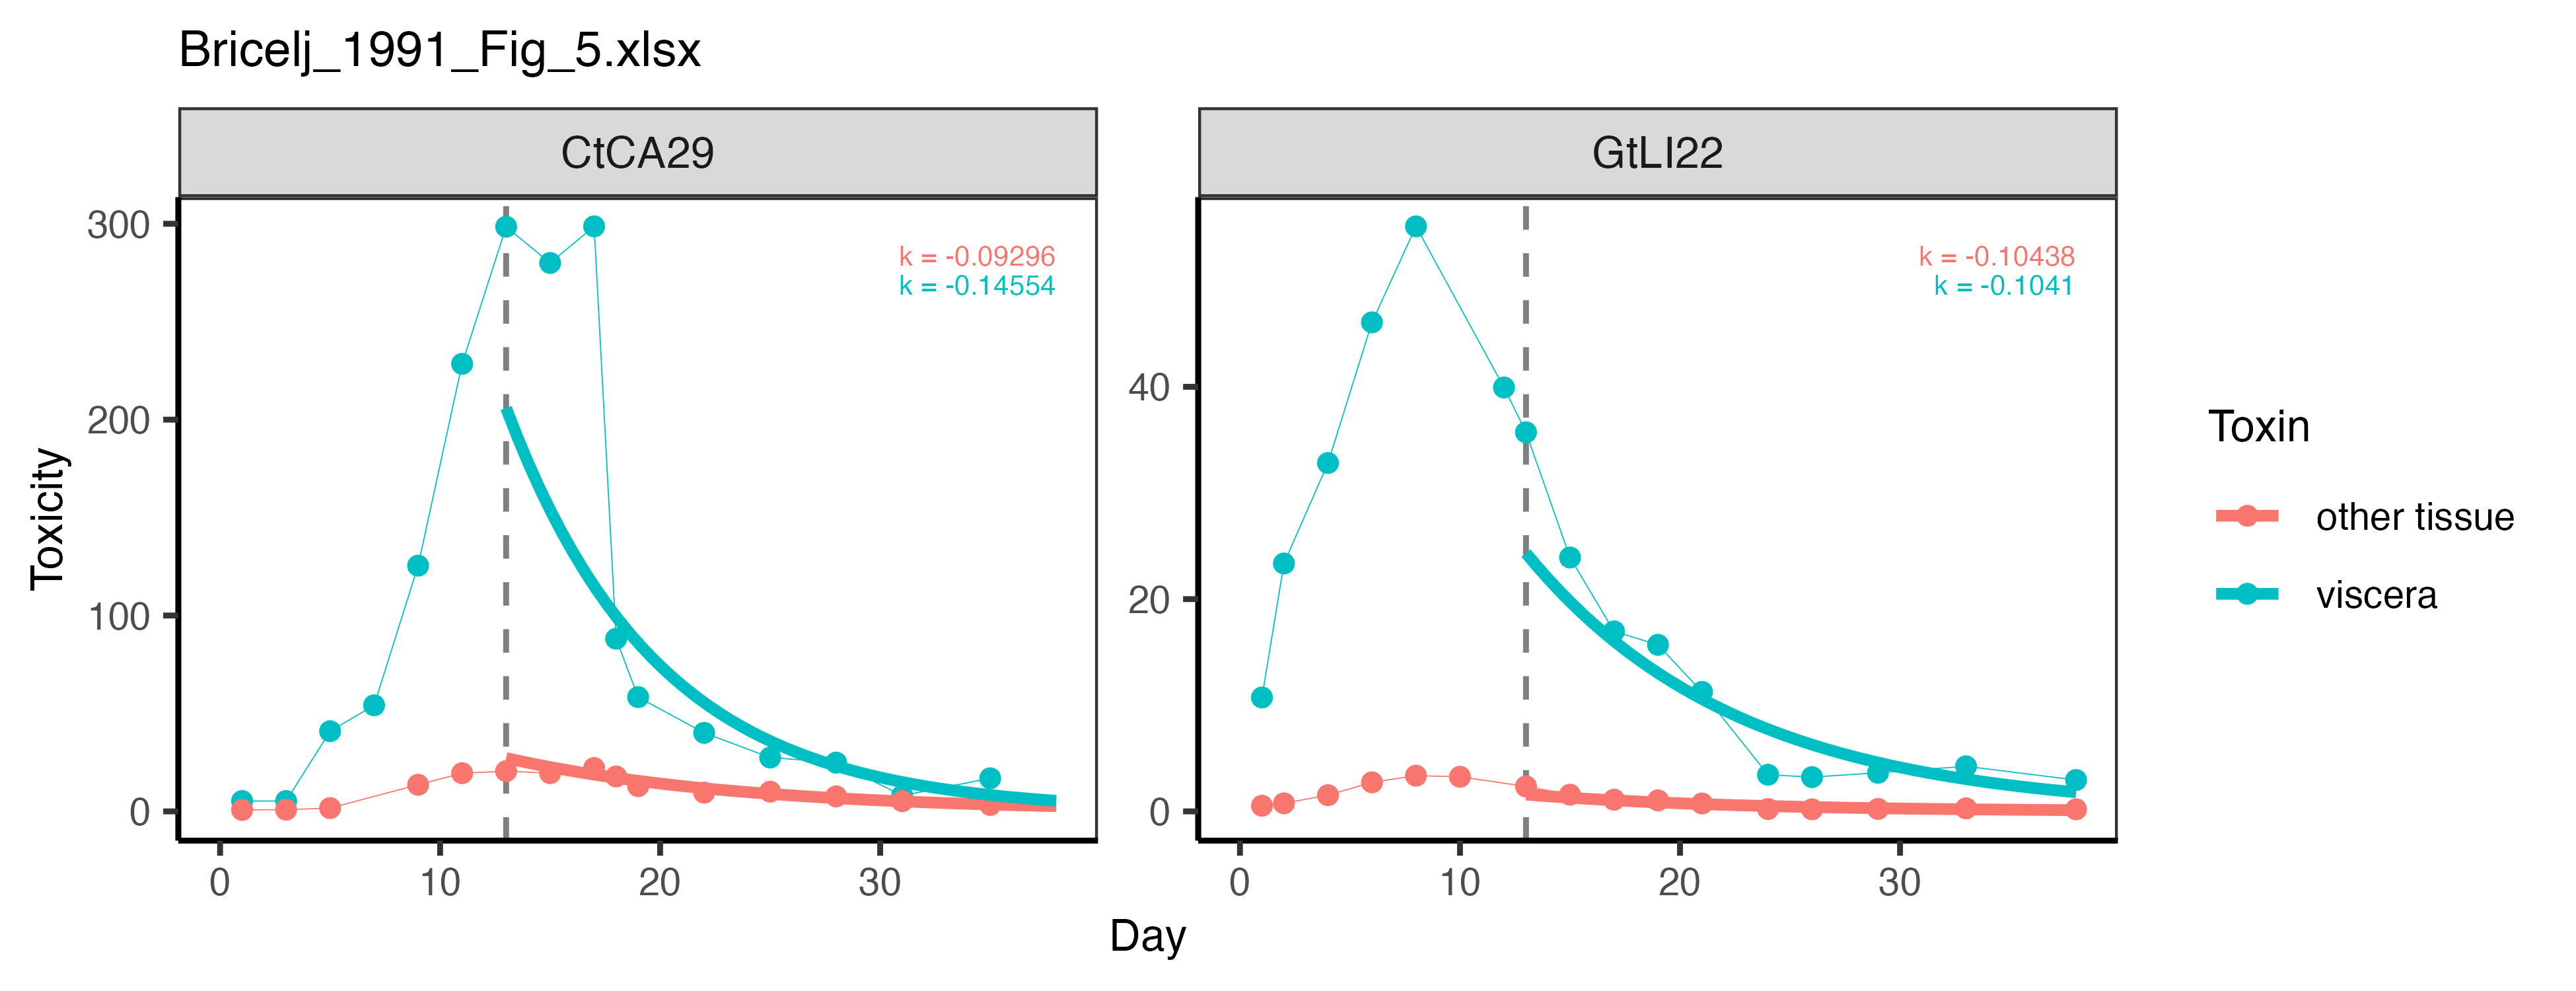 Bricelj_1991_Fig_5.xlsx
CtCA29
GtLI22
Toxicity
300
200
100
0
k = -0.09296
k = -0.14554
0
10
20
30
40
20
0
k = -0.10438
k = -0.1041
0
10
20
30
Day
Toxin
other tissue
viscera